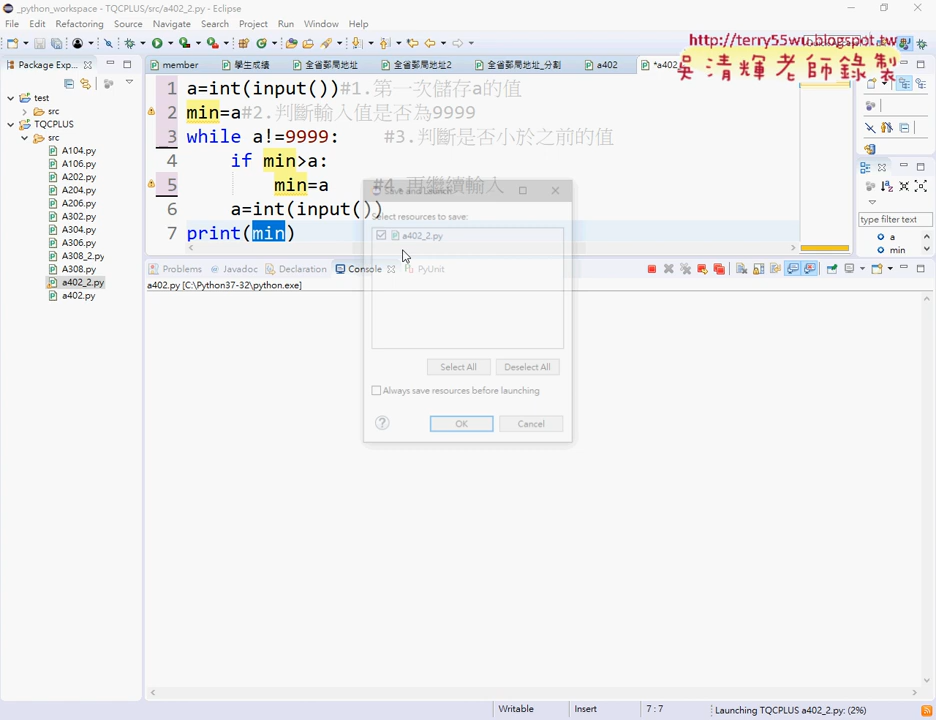 _python_workspace - TQCPLUS/src/a402_2.py - Eclipse
File Edit Refactoring Source Navigate Search Project Run Window Help
http://terry55wu.blogspot.tw
吳清輝老師錄製
Package Exp...
member 學生成績 全省郵局地址 全省郵局地址2 全省郵局地址_分割 a402 *a402
test
src
TQCPLUS
src
A104.py
A106.py
A202.py
A204.py
A206.py
A302.py
A304.py
A306.py
A308_2.py
A308.py
a402_2.py
a402.py
1 a=int(input())#1.第一次儲存a的值
2 min=a#2.判斷輸入值是否為9999
3 while a!=9999: #3.判斷是否小於之前的值
4 if min>a:
5 min=a #4.再繼續輸入
6 a=int(input())
7 print(min)
type filter text
a
min
Save and Launch
Select resources to save:
a402_2.py
Select All Deselect All
Always save resources before launching
OK Cancel
Problems Javadoc Declaration Console PyUnit
a402.py [C:\Python37-32\python.exe]
Writable Insert 7 : 7 Launching TQCPLUS a402_2.py: (2%)